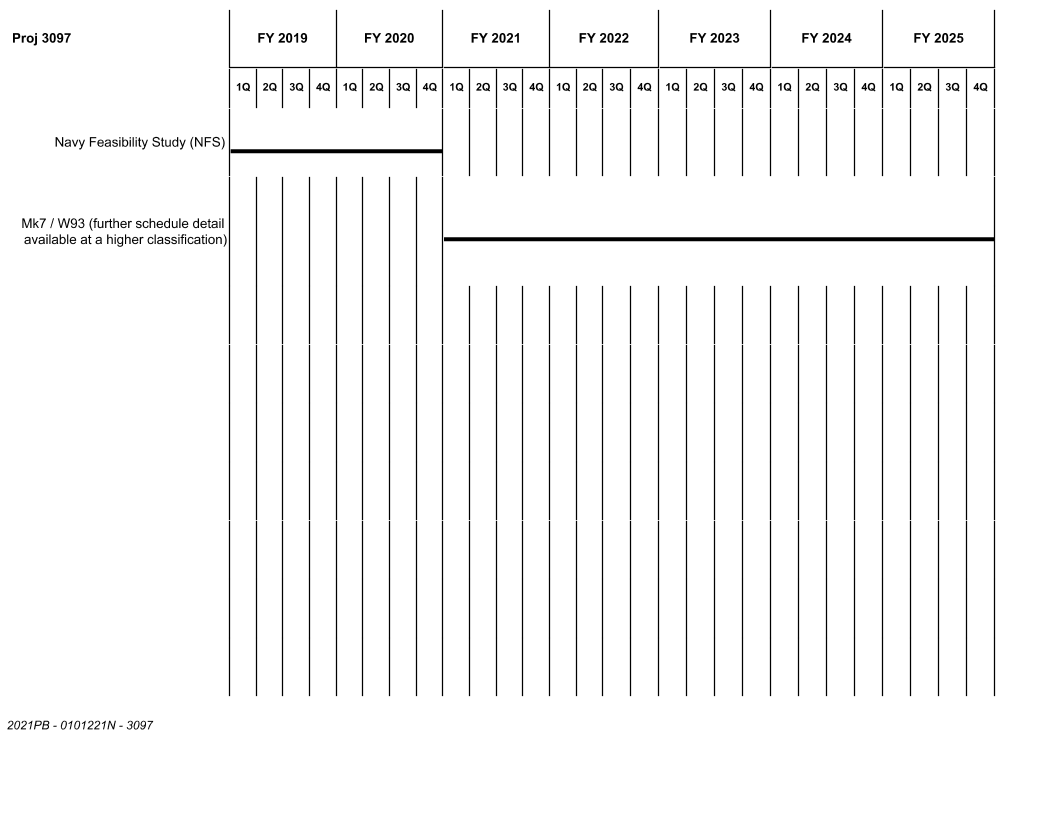 Proj 3097 FY 2019 FY 2020 FY 2021 FY 2022 FY 2023 FY 2024 FY 2025
1Q 2Q 3Q 4Q 1Q 2Q 3Q 4Q 1Q 2Q 3Q 4Q 1Q 2Q 3Q 4Q 1Q 2Q 3Q 4Q 1Q 2Q 3Q 4Q 1Q 2Q 3Q 4Q
Navy Feasibility Study (NFS)
Mk7 / W93 (further schedule detail
available at a higher classification)
2021PB - 0101221N - 3097